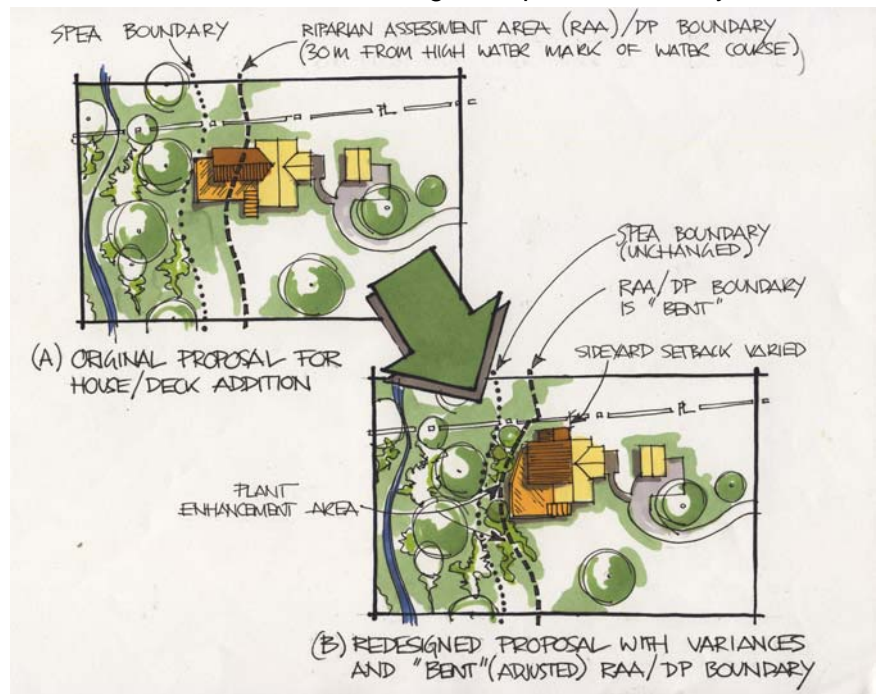 SPEA BOUNDARY
RIPARIAN ASSESSMENT AREA (RAA)/DP BOUNDARY
(30 M FROM HIGH WATER MARK OF WATER COURSE)
PL
SPEA BOUNDARY
(UNCHANGED)
RAA/DP BOUNDARY
IS "BENT"
SIDEYARD SETBACK VARIED
(A) ORIGINAL PROPOSAL FOR
HOUSE/DECK ADDITION
PL
PLANT
ENHANCEMENT AREA
(B) REDESIGNED PROPOSAL WITH VARIANCES
AND "BENT" (ADJUSTED) RAA/DP BOUNDARY